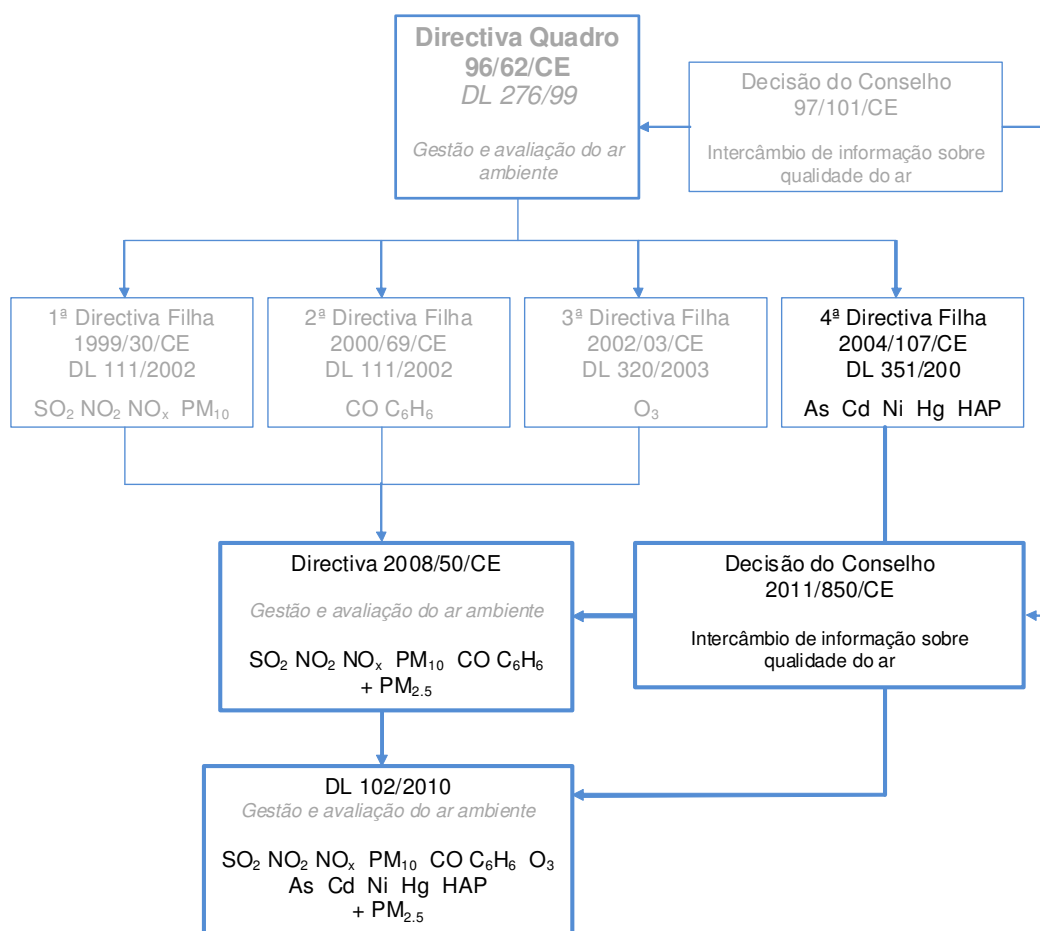 Directiva Quadro
96/62/CE
DL 276/99
Gestão e avaliação do ar
ambiente
Decisão do Conselho
97/101/CE
Intercâmbio de informação sobre
qualidade do ar
1ª Directiva Filha
1999/30/CE
DL 111/2002
SO₂ NO₂ NOₓ PM₁₀
2ª Directiva Filha
2000/69/CE
DL 111/2002
CO C₆H₆
3ª Directiva Filha
2002/03/CE
DL 320/2003
O₃
4ª Directiva Filha
2004/107/CE
DL 351/200
As Cd Ni Hg HAP
Directiva 2008/50/CE
Gestão e avaliação do ar ambiente
SO₂ NO₂ NOₓ PM₁₀ CO C₆H₆
+ PM₂.₅
Decisão do Conselho
2011/850/CE
Intercâmbio de informação sobre
qualidade do ar
DL 102/2010
Gestão e avaliação do ar ambiente
SO₂ NO₂ NOₓ PM₁₀ CO C₆H₆ O₃
As Cd Ni Hg HAP
+ PM₂.₅